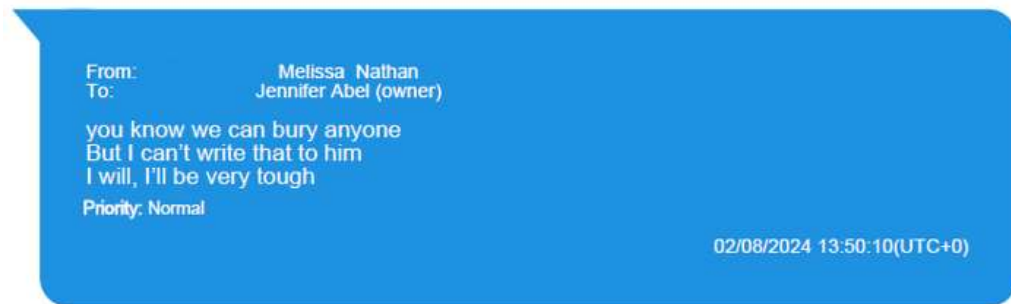 From: Melissa Nathan
To: Jennifer Abel (owner)
you know we can bury anyone
But I can't write that to him
I will, I'll be very tough
Priority: Normal
02/08/2024 13:50:10(UTC+0)